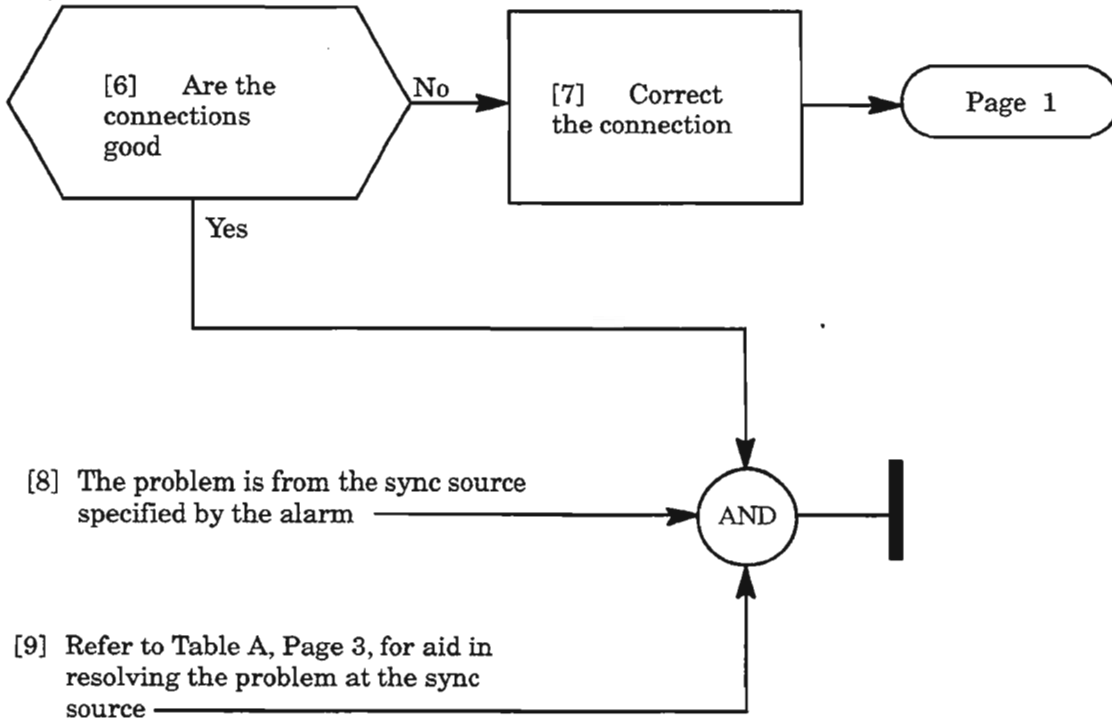 [6] Are the
connections
good
No
[7] Correct
the connection
Page 1
Yes
[8] The problem is from the sync source
specified by the alarm
AND
[9] Refer to Table A, Page 3, for aid in
resolving the problem at the sync
source